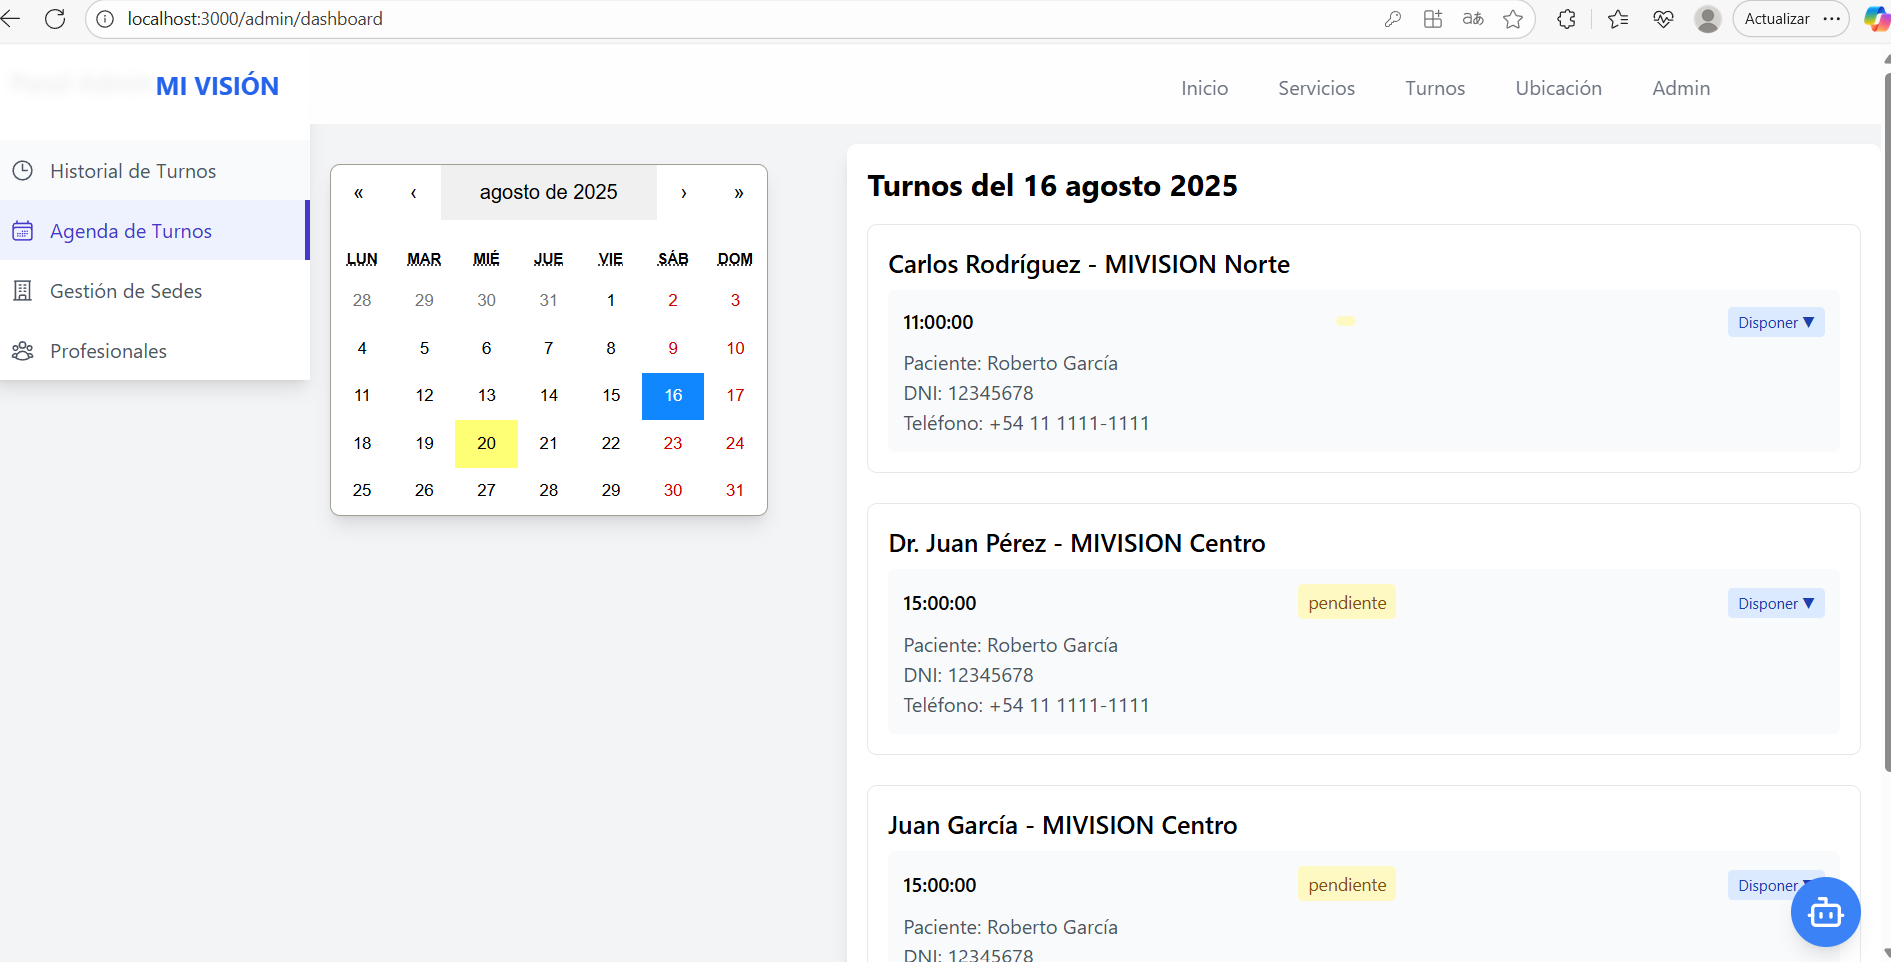 localhost:3000/admin/dashboard
Actualizar
MI VISIÓN
Inicio
Servicios
Turnos
Ubicación
Admin
Historial de Turnos
Agenda de Turnos
Gestión de Sedes
Profesionales
« ‹ agosto de 2025 › »
LUN MAR MIÉ JUE VIE SÁB DOM
28 29 30 31 1 2 3
4 5 6 7 8 9 10
11 12 13 14 15 16 17
18 19 20 21 22 23 24
25 26 27 28 29 30 31
Turnos del 16 agosto 2025
Carlos Rodríguez - MIVISION Norte
11:00:00
Disponer ▼
Paciente: Roberto García
DNI: 12345678
Teléfono: +54 11 1111-1111
Dr. Juan Pérez - MIVISION Centro
15:00:00
pendiente
Disponer ▼
Paciente: Roberto García
DNI: 12345678
Teléfono: +54 11 1111-1111
Juan García - MIVISION Centro
15:00:00
pendiente
Disponer
Paciente: Roberto García
DNI: 12345678